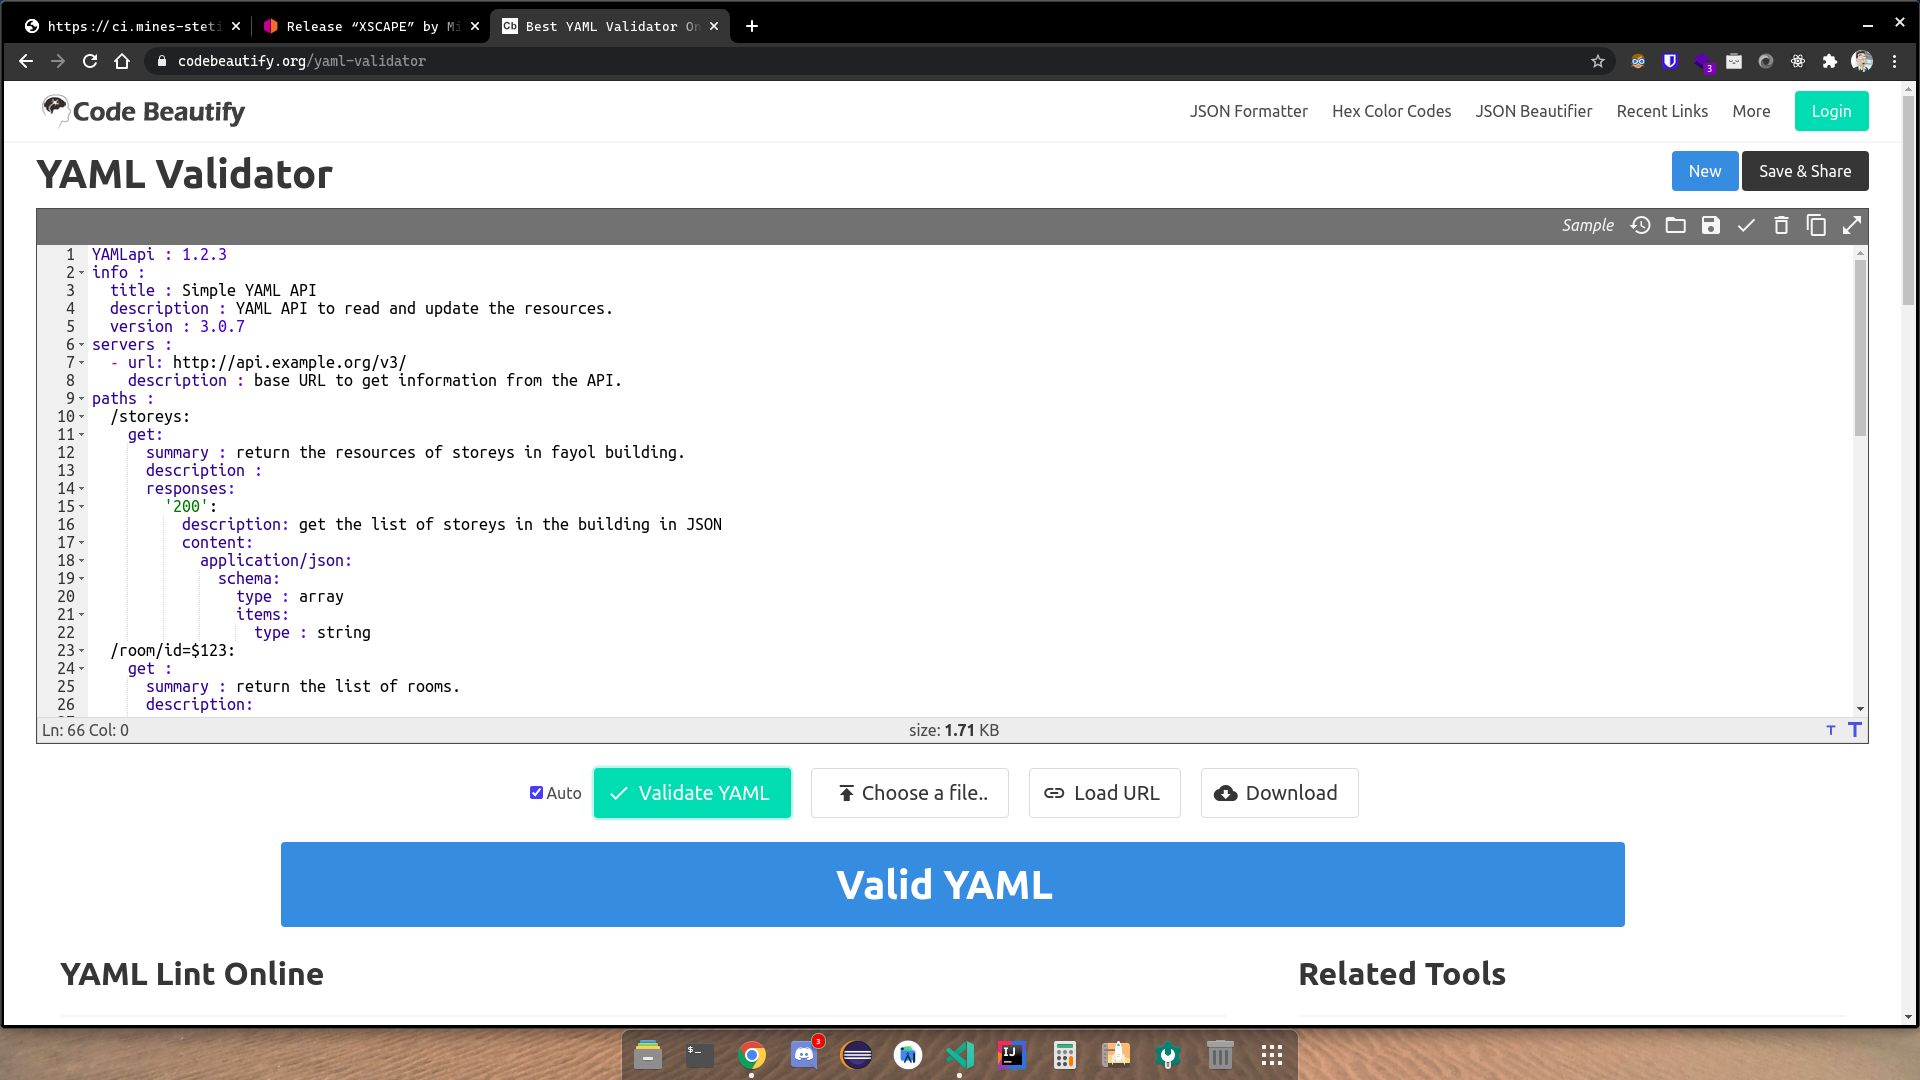 https://ci.mines-steti
Release “XSCAPE” by Mi
Cb Best YAML Validator On
codebeautify.org/yaml-validator
3
Code Beautify
JSON Formatter
Hex Color Codes
JSON Beautifier
Recent Links
More
Login
YAML Validator
New
Save & Share
Sample
1 YAMLapi : 1.2.3
2 info :
3 title : Simple YAML API
4 description : YAML API to read and update the resources.
5 version : 3.0.7
6 servers :
7 - url: http://api.example.org/v3/
8 description : base URL to get information from the API.
9 paths :
10 /storeys:
11 get:
12 summary : return the resources of storeys in fayol building.
13 description :
14 responses:
15 '200':
16 description: get the list of storeys in the building in JSON
17 content:
18 application/json:
19 schema:
20 type : array
21 items:
22 type : string
23 /room/id=$123:
24 get :
25 summary : return the list of rooms.
26 description:
Ln: 66 Col: 0
size: 1.71 KB
T T
Auto
Validate YAML
Choose a file..
Load URL
Download
Valid YAML
YAML Lint Online
Related Tools
$_
3
IJ